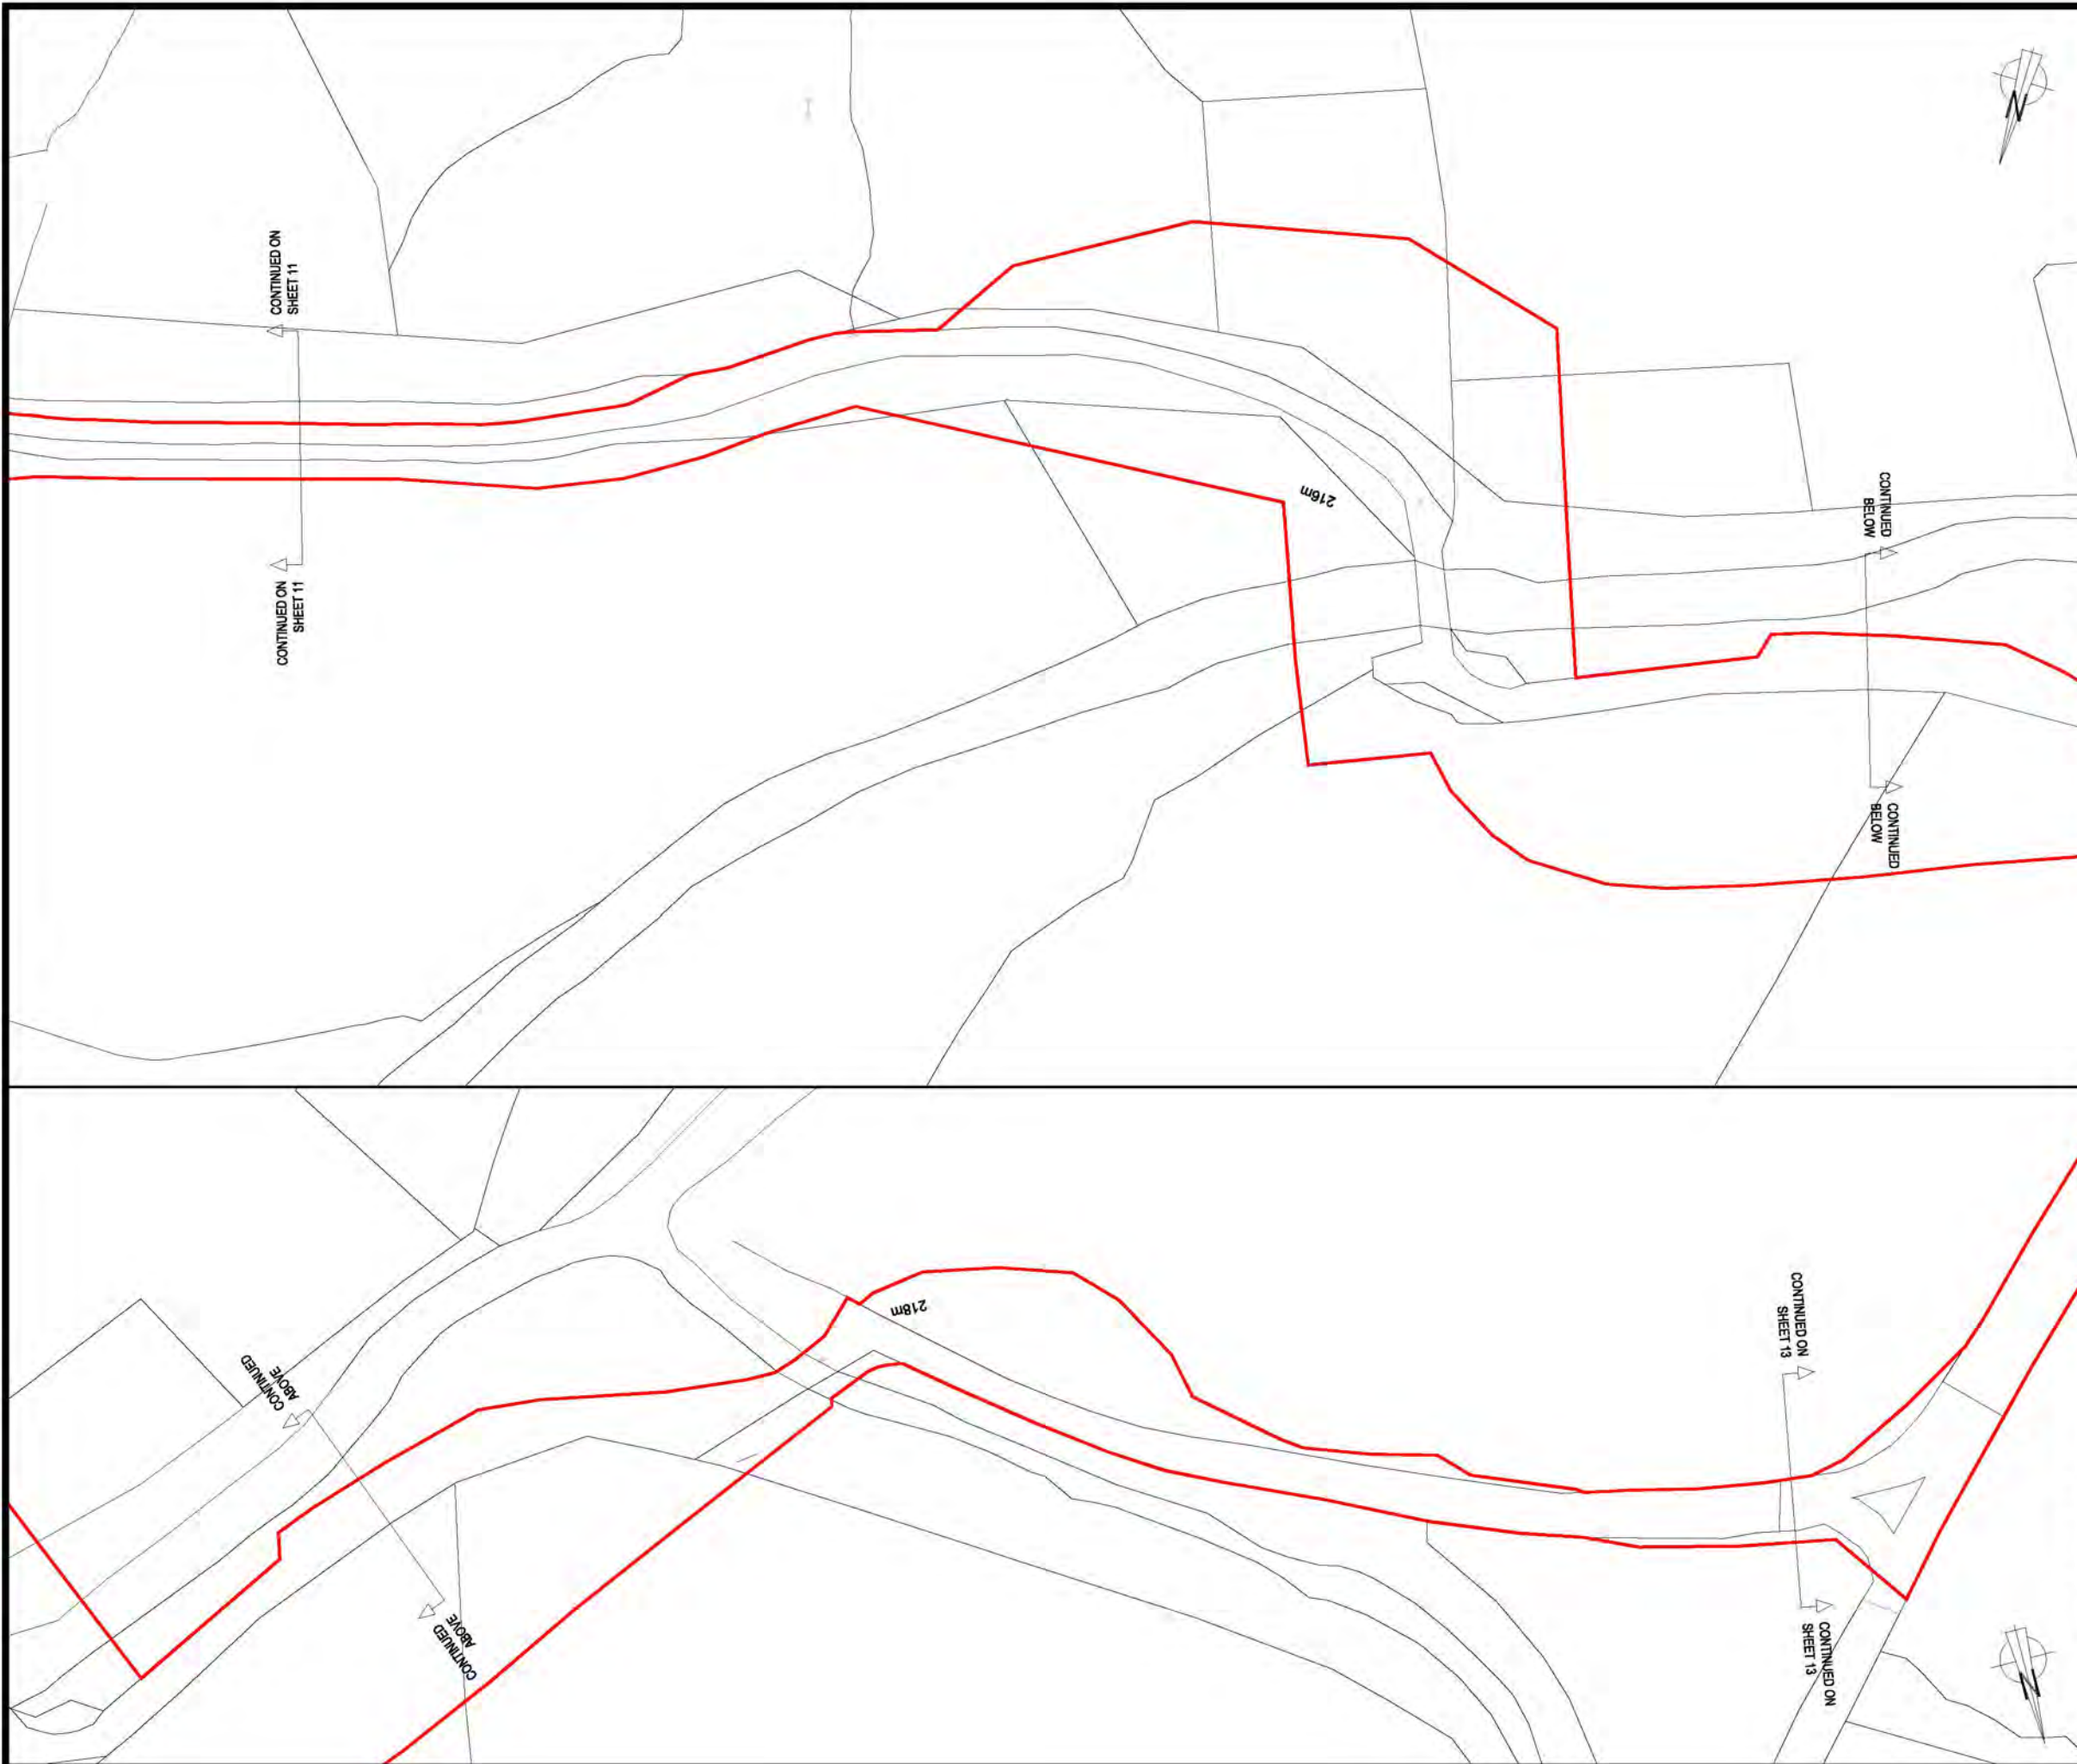 N
CONTINUED ON
SHEET 11
216m
CONTINUED
BELOW
CONTINUED ON
SHEET 11
CONTINUED
BELOW
CONTINUED ON
SHEET 13
218m
CONTINUED
ABOVE
CONTINUED
ABOVE
CONTINUED ON
SHEET 13
N